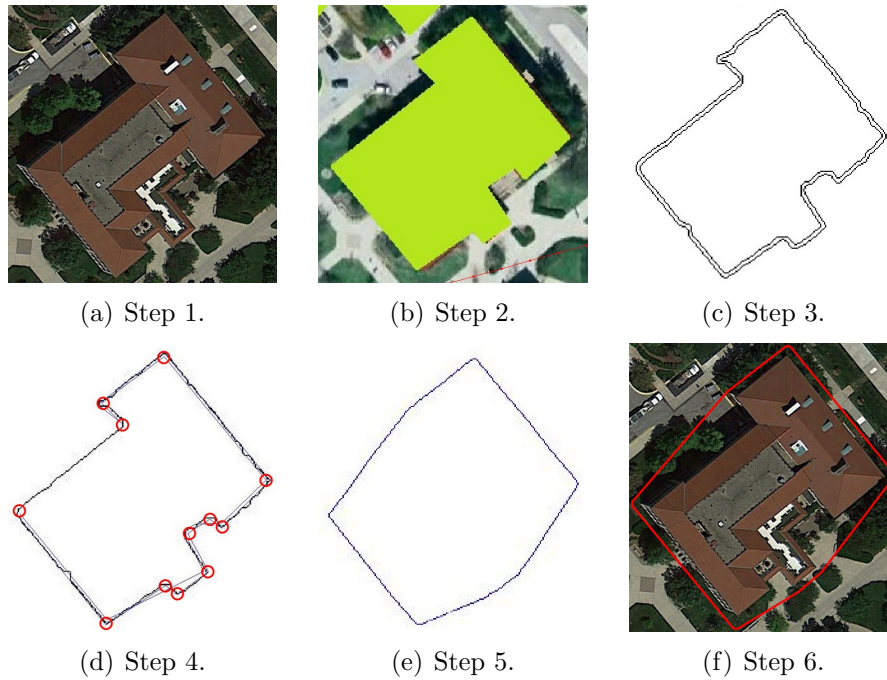 (a) Step 1.
(b) Step 2.
(c) Step 3.
(d) Step 4.
(e) Step 5.
(f) Step 6.